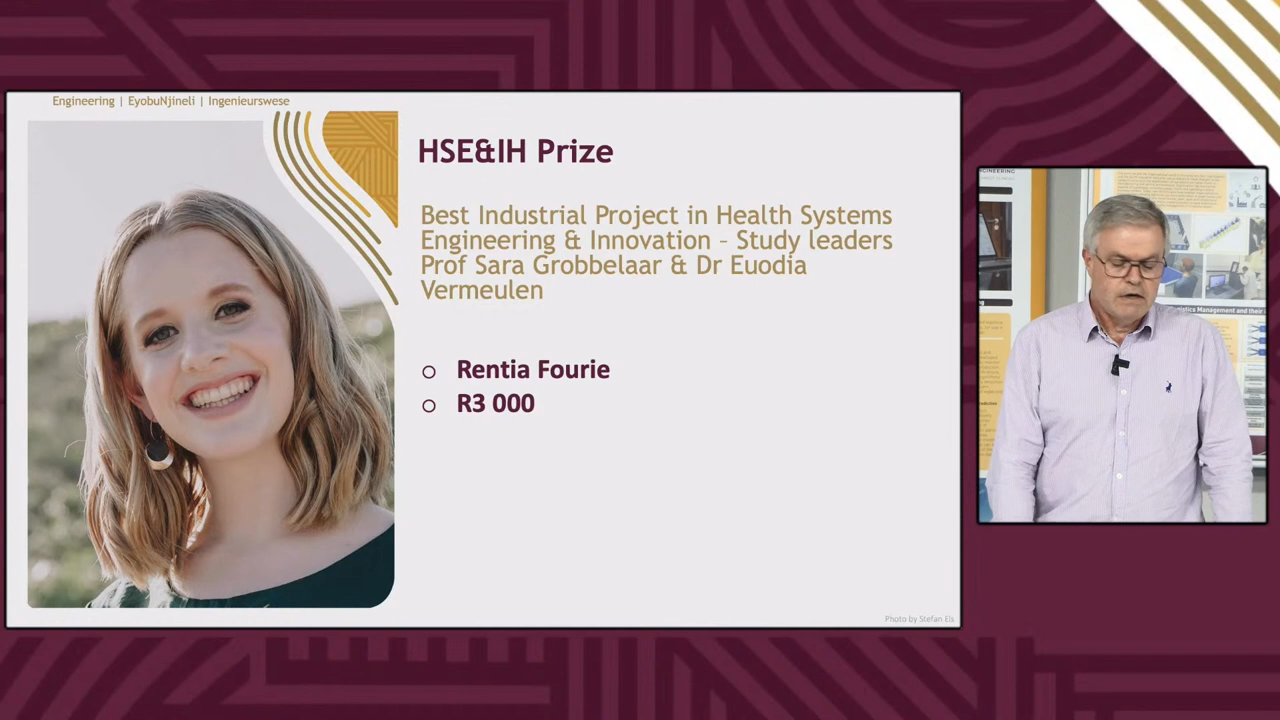 Engineering | EyobuNjineli | Ingenieurswese
HSE&IH Prize
Best Industrial Project in Health Systems
Engineering & Innovation – Study leaders
Prof Sara Grobbelaar & Dr Euodia
Vermeulen
Rentia Fourie
R3 000
Photo by Stefan Els